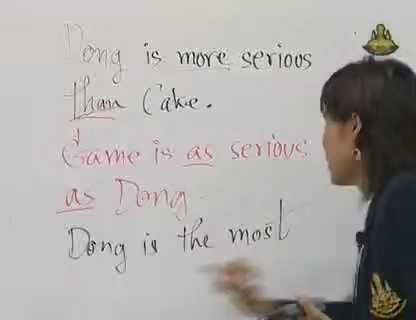 Dong is more serious
than Cake.
Game is as serious
as Dong.
Dong is the most